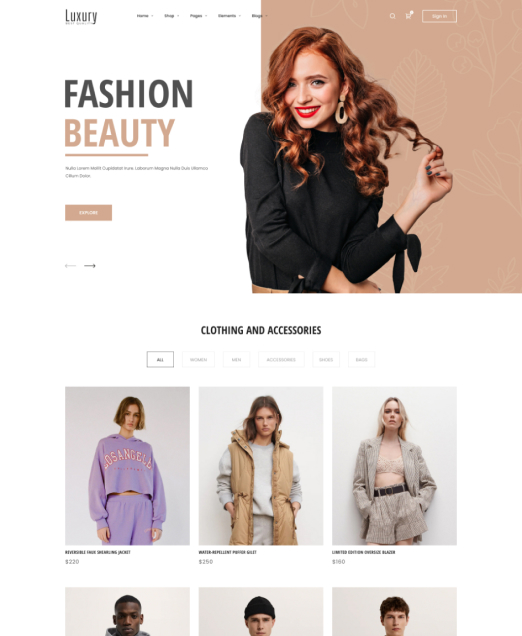 Luxury
BEST QUALITY
Home Shop Pages Elements Blogs
Sign In
FASHION
BEAUTY
Nulla Lorem Mollit Cupidatat Irure. Laborum Magna Nulla Duis Ullamco
Cillum Dolor.
EXPLORE
CLOTHING AND ACCESSORIES
ALL WOMEN MEN ACCESSORIES SHOES BAGS
LOSANGELES
REVERSIBLE FAUX SHEARLING JACKET WATER-REPELLENT PUFFER GILET LIMITED EDITION OVERSIZE BLAZER
$220 $250 $160